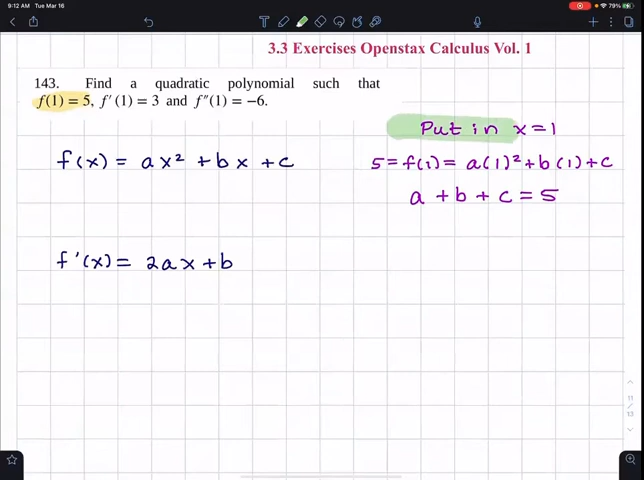 9:12 AM Tue Mar 16
79%
3.3 Exercises Openstax Calculus Vol. 1
143. Find a quadratic polynomial such that
f(1) = 5, f′(1) = 3 and f″(1) = −6.
Put in x = 1
f(x) = ax² + bx + c
5 = f(1) = a(1)² + b(1) + c
a + b + c = 5
f'(x) = 2ax + b
11
/
13